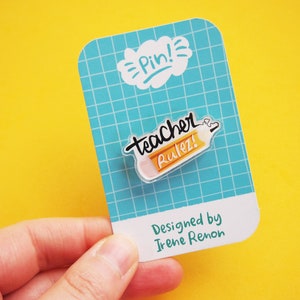 Pin!
teacher
Rulez!
Designed by
Irene Renon